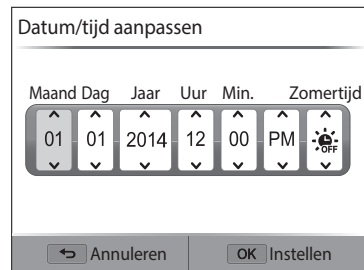 Datum/tijd aanpassen
Maand Dag Jaar Uur Min. Zomertijd
01 01 2014 12 00 PM OFF
Annuleren OK Instellen